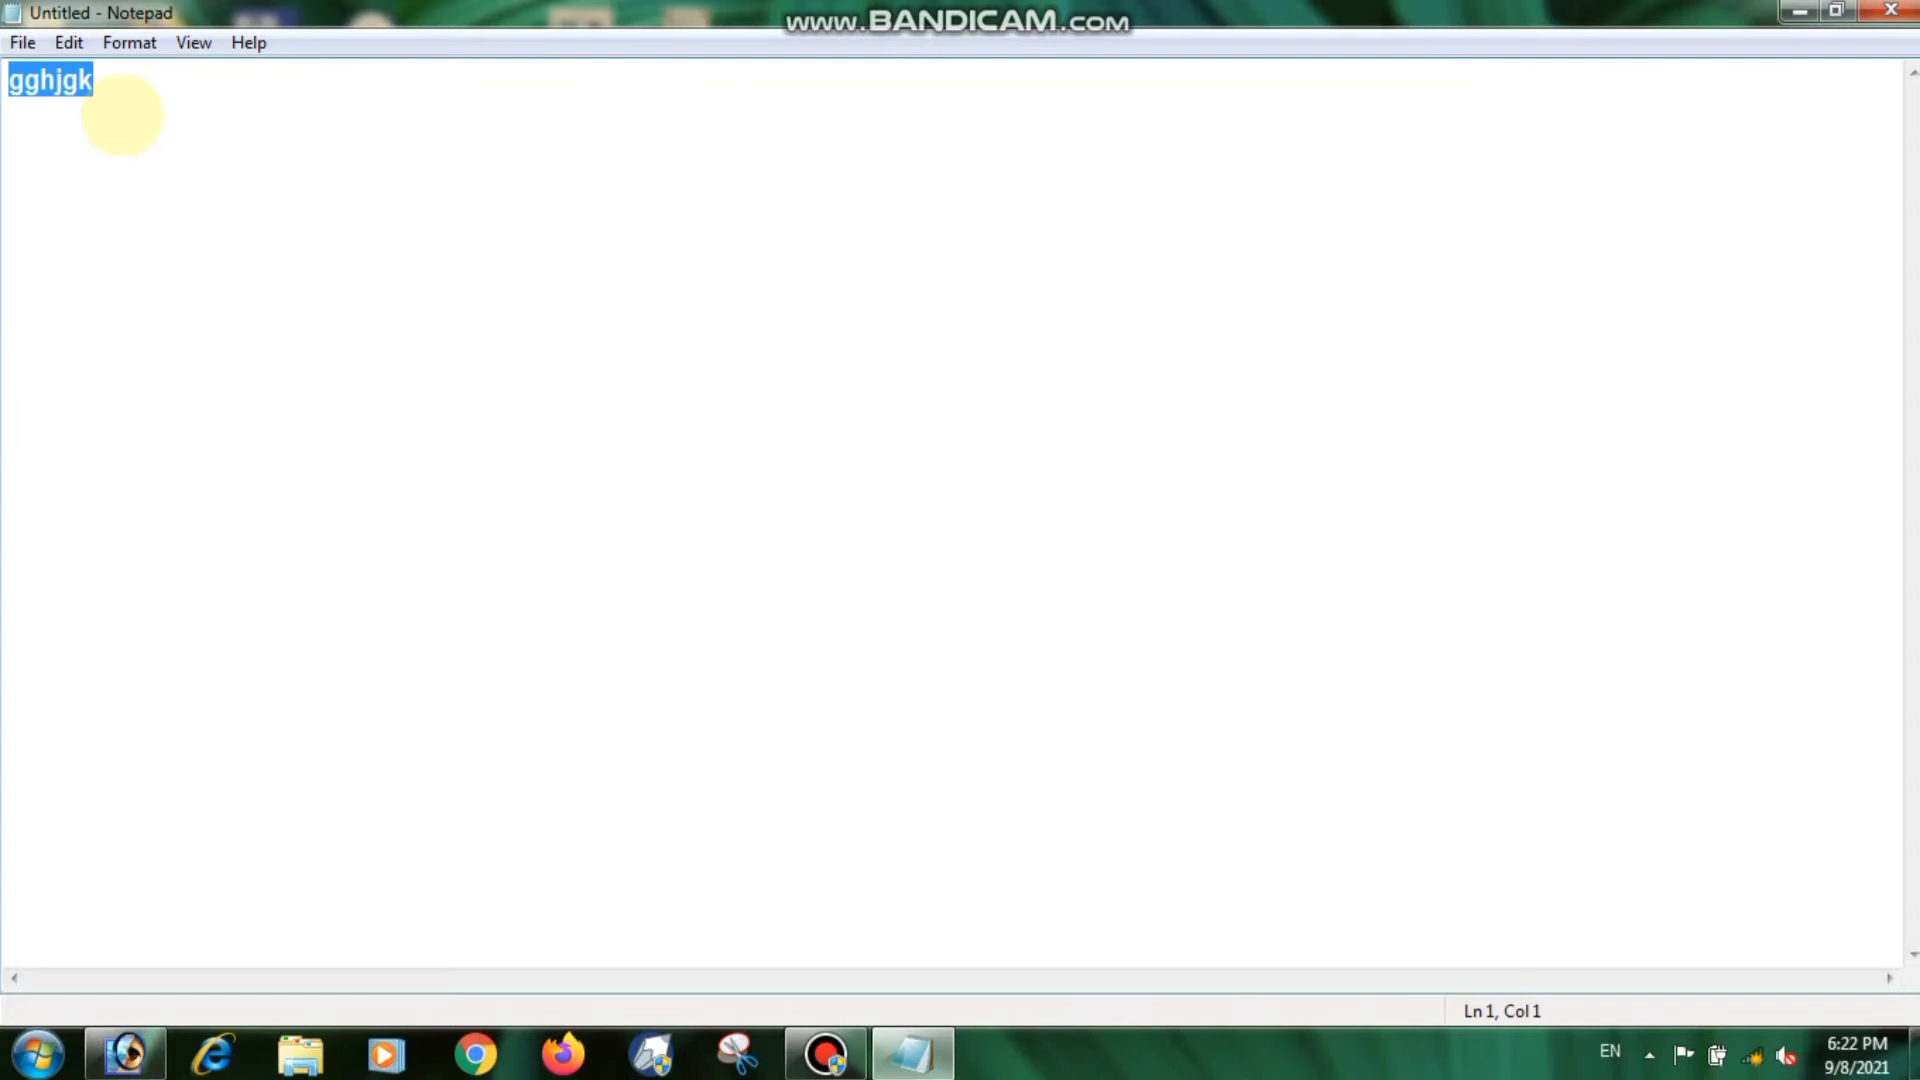 Untitled - Notepad
www.BANDICAM.com
File Edit Format View Help
gghjgk
Ln 1, Col 1
EN
6:22 PM
9/8/2021